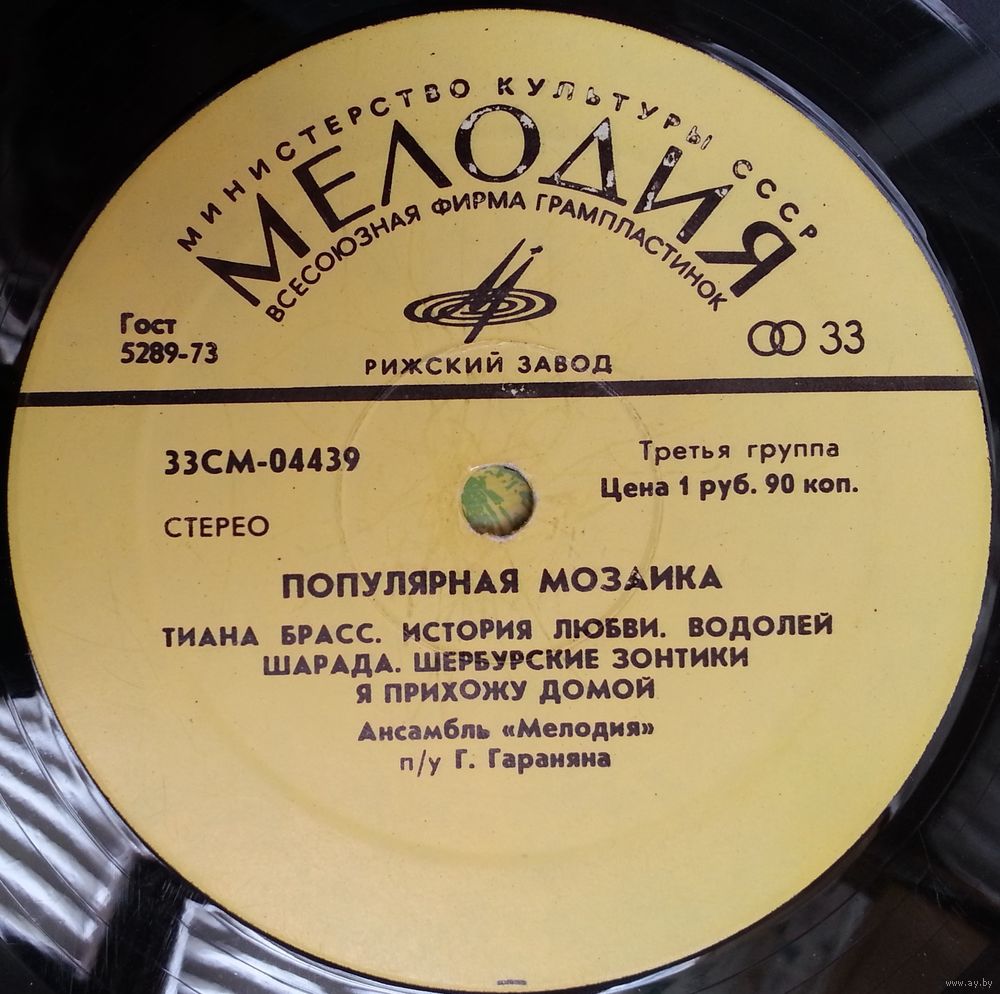 МИНИСТЕРСТВО КУЛЬТУРЫ СССР
МЕЛОДИЯ
ВСЕСОЮЗНАЯ ФИРМА ГРАМПЛАСТИНОК
Гост
5289-73
33
РИЖСКИЙ ЗАВОД
33СМ-04439
Третья группа
Цена 1 руб. 90 коп.
СТЕРЕО
ПОПУЛЯРНАЯ МОЗАИКА
ТИАНА БРАСС. ИСТОРИЯ ЛЮБВИ. ВОДОЛЕЙ
ШАРАДА. ШЕРБУРСКИЕ ЗОНТИКИ
Я ПРИХОЖУ ДОМОЙ
Ансамбль «Мелодия»
п/у Г. Гараняна
www.ay.by